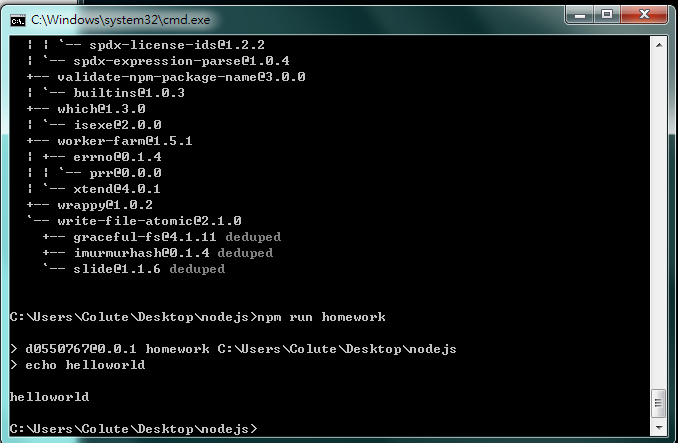 C:\Windows\system32\cmd.exe
¦ ¦ `-- spdx-license-ids@1.2.2
¦ `-- spdx-expression-parse@1.0.4
+-- validate-npm-package-name@3.0.0
¦ `-- builtins@1.0.3
+-- which@1.3.0
¦ `-- isexe@2.0.0
+-- worker-farm@1.5.1
¦ +-- errno@0.1.4
¦ ¦ `-- prr@0.0.0
¦ `-- xtend@4.0.1
+-- wrappy@1.0.2
`-- write-file-atomic@2.1.0
+-- graceful-fs@4.1.11 deduped
+-- imurmurhash@0.1.4 deduped
`-- slide@1.1.6 deduped
C:\Users\Colute\Desktop\nodejs>npm run homework
> d0550767@0.0.1 homework C:\Users\Colute\Desktop\nodejs
> echo helloworld
helloworld
C:\Users\Colute\Desktop\nodejs>